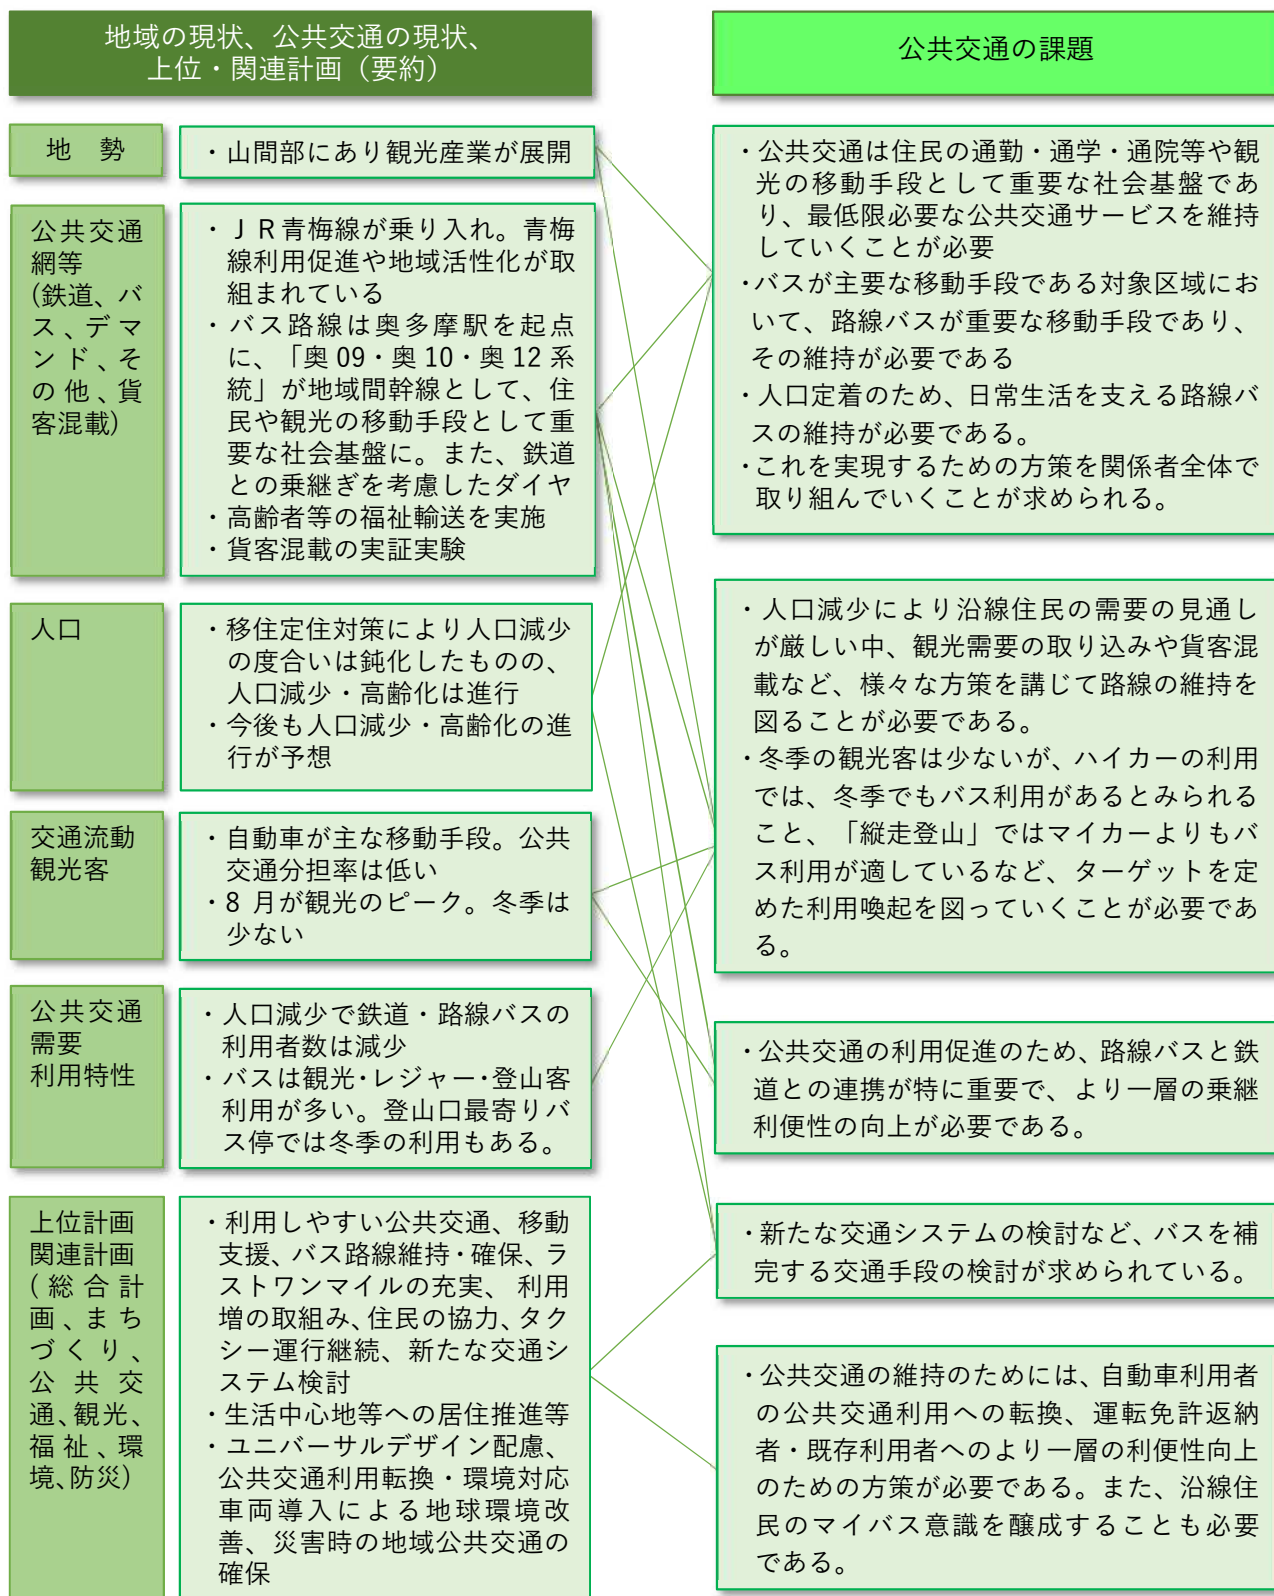 地域の現状、公共交通の現状、
上位・関連計画（要約）
地　勢
・山間部にあり観光産業が展開
公共交通
網等
(鉄道、バ
ス、デマ
ンド、そ
の他、貨
客混載)
・ＪＲ青梅線が乗り入れ。青梅
線利用促進や地域活性化が取
組まれている
・バス路線は奥多摩駅を起点
に、「奥 09・奥 10・奥 12 系
統」が地域間幹線として、住
民や観光の移動手段として重
要な社会基盤に。また、鉄道
との乗継ぎを考慮したダイヤ
・高齢者等の福祉輸送を実施
・貨客混載の実証実験
人口
・移住定住対策により人口減少
の度合いは鈍化したものの、
人口減少・高齢化は進行
・今後も人口減少・高齢化の進
行が予想
交通流動
観光客
・自動車が主な移動手段。公共
交通分担率は低い
・8 月が観光のピーク。冬季は
少ない
公共交通
需要
利用特性
・人口減少で鉄道・路線バスの
利用者数は減少
・バスは観光・レジャー・登山客
利用が多い。登山口最寄りバ
ス停では冬季の利用もある。
上位計画
関連計画
(総合計
画、まち
づくり、
公共交
通、観光、
福祉、環
境、防災)
・利用しやすい公共交通、移動
支援、バス路線維持・確保、ラ
ストワンマイルの充実、利用
増の取組み、住民の協力、タク
シー運行継続、新たな交通シ
ステム検討
・生活中心地等への居住推進等
・ユニバーサルデザイン配慮、
公共交通利用転換・環境対応
車両導入による地球環境改
善、災害時の地域公共交通の
確保
公共交通の課題
・公共交通は住民の通勤・通学・通院等や観
光の移動手段として重要な社会基盤であ
り、最低限必要な公共交通サービスを維持
していくことが必要
・バスが主要な移動手段である対象区域にお
いて、路線バスが重要な移動手段であり、
その維持が必要である
・人口定着のため、日常生活を支える路線バ
スの維持が必要である。
・これを実現するための方策を関係者全体で
取り組んでいくことが求められる。
・人口減少により沿線住民の需要の見通し
が厳しい中、観光需要の取り込みや貨客混
載など、様々な方策を講じて路線の維持を
図ることが必要である。
・冬季の観光客は少ないが、ハイカーの利用
では、冬季でもバス利用があるとみられる
こと、「縦走登山」ではマイカーよりもバ
ス利用が適しているなど、ターゲットを定
めた利用喚起を図っていくことが必要であ
る。
・公共交通の利用促進のため、路線バスと鉄
道との連携が特に重要で、より一層の乗継
利便性の向上が必要である。
・新たな交通システムの検討など、バスを補
完する交通手段の検討が求められている。
・公共交通の維持のためには、自動車利用者
の公共交通利用への転換、運転免許返納
者・既存利用者へのより一層の利便性向上
のための方策が必要である。また、沿線住
民のマイバス意識を醸成することも必要
である。